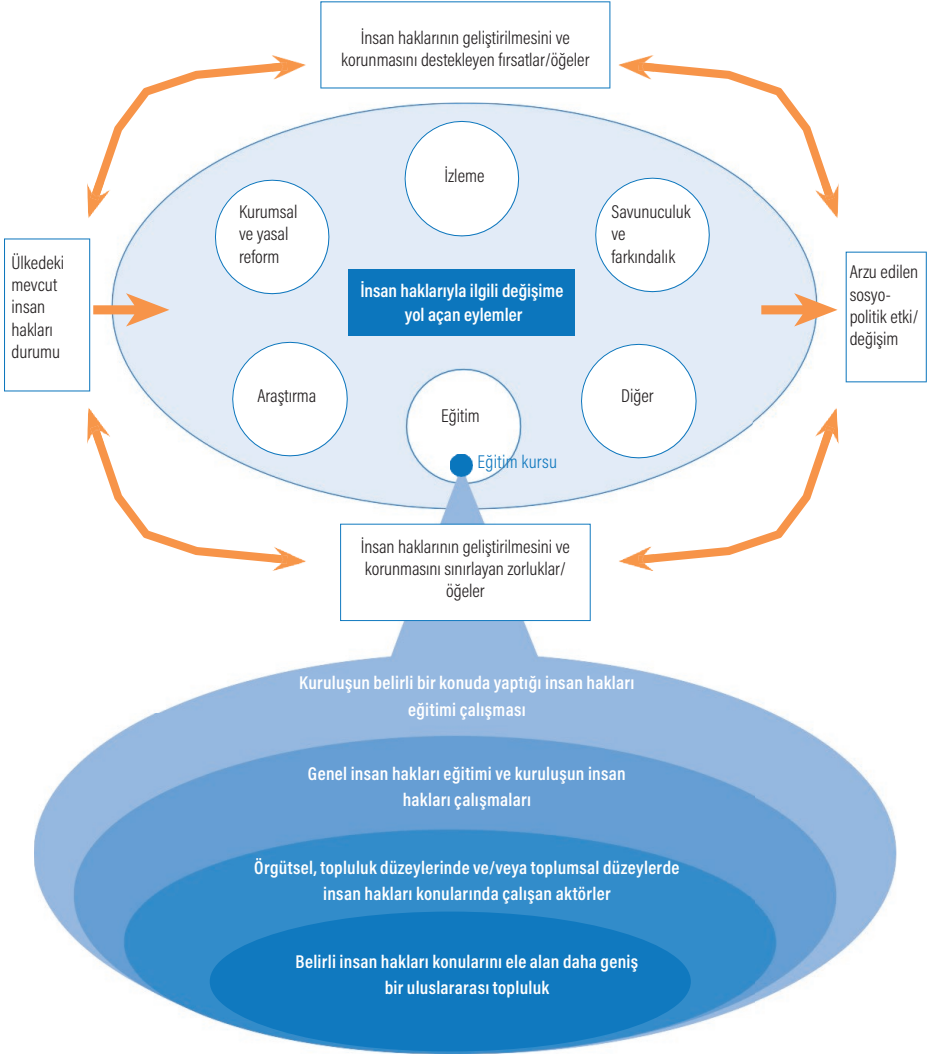 İnsan haklarının geliştirilmesini ve
korunmasını destekleyen fırsatlar/öğeler
İzleme
Kurumsal
ve yasal
reform
Savunuculuk
ve
farkındalık
Ülkedeki
mevcut
insan
hakları
durumu
İnsan haklarıyla ilgili değişime
yol açan eylemler
Arzu edilen
sosyo-
politik etki/
değişim
Araştırma
Eğitim
Diğer
Eğitim kursu
İnsan haklarının geliştirilmesini ve
korunmasını sınırlayan zorluklar/
öğeler
Kuruluşun belirli bir konuda yaptığı insan hakları
eğitimi çalışması
Genel insan hakları eğitimi ve kuruluşun insan
hakları çalışmaları
Örgütsel, topluluk düzeylerinde ve/veya toplumsal düzeylerde
insan hakları konularında çalışan aktörler
Belirli insan hakları konularını ele alan daha geniş
bir uluslararası topluluk